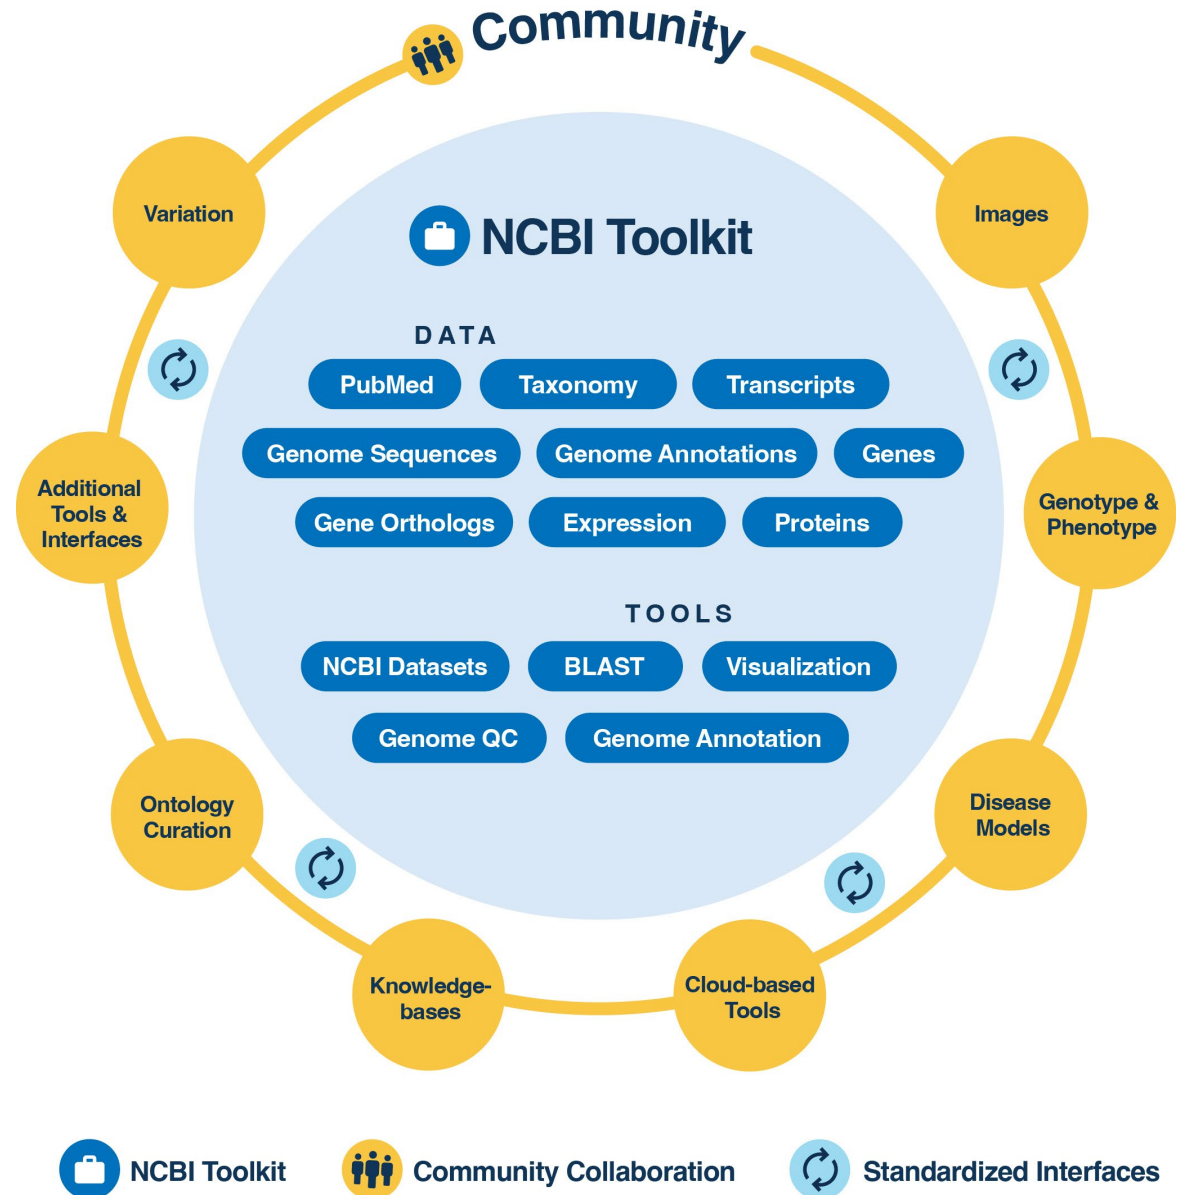 Community
Variation
Images
NCBI Toolkit
DATA
PubMed
Taxonomy
Transcripts
Genome Sequences
Genome Annotations
Genes
Gene Orthologs
Expression
Proteins
Additional
Tools &
Interfaces
Genotype &
Phenotype
TOOLS
NCBI Datasets
BLAST
Visualization
Genome QC
Genome Annotation
Ontology
Curation
Disease
Models
Knowledge-
bases
Cloud-based
Tools
NCBI Toolkit
Community Collaboration
Standardized Interfaces